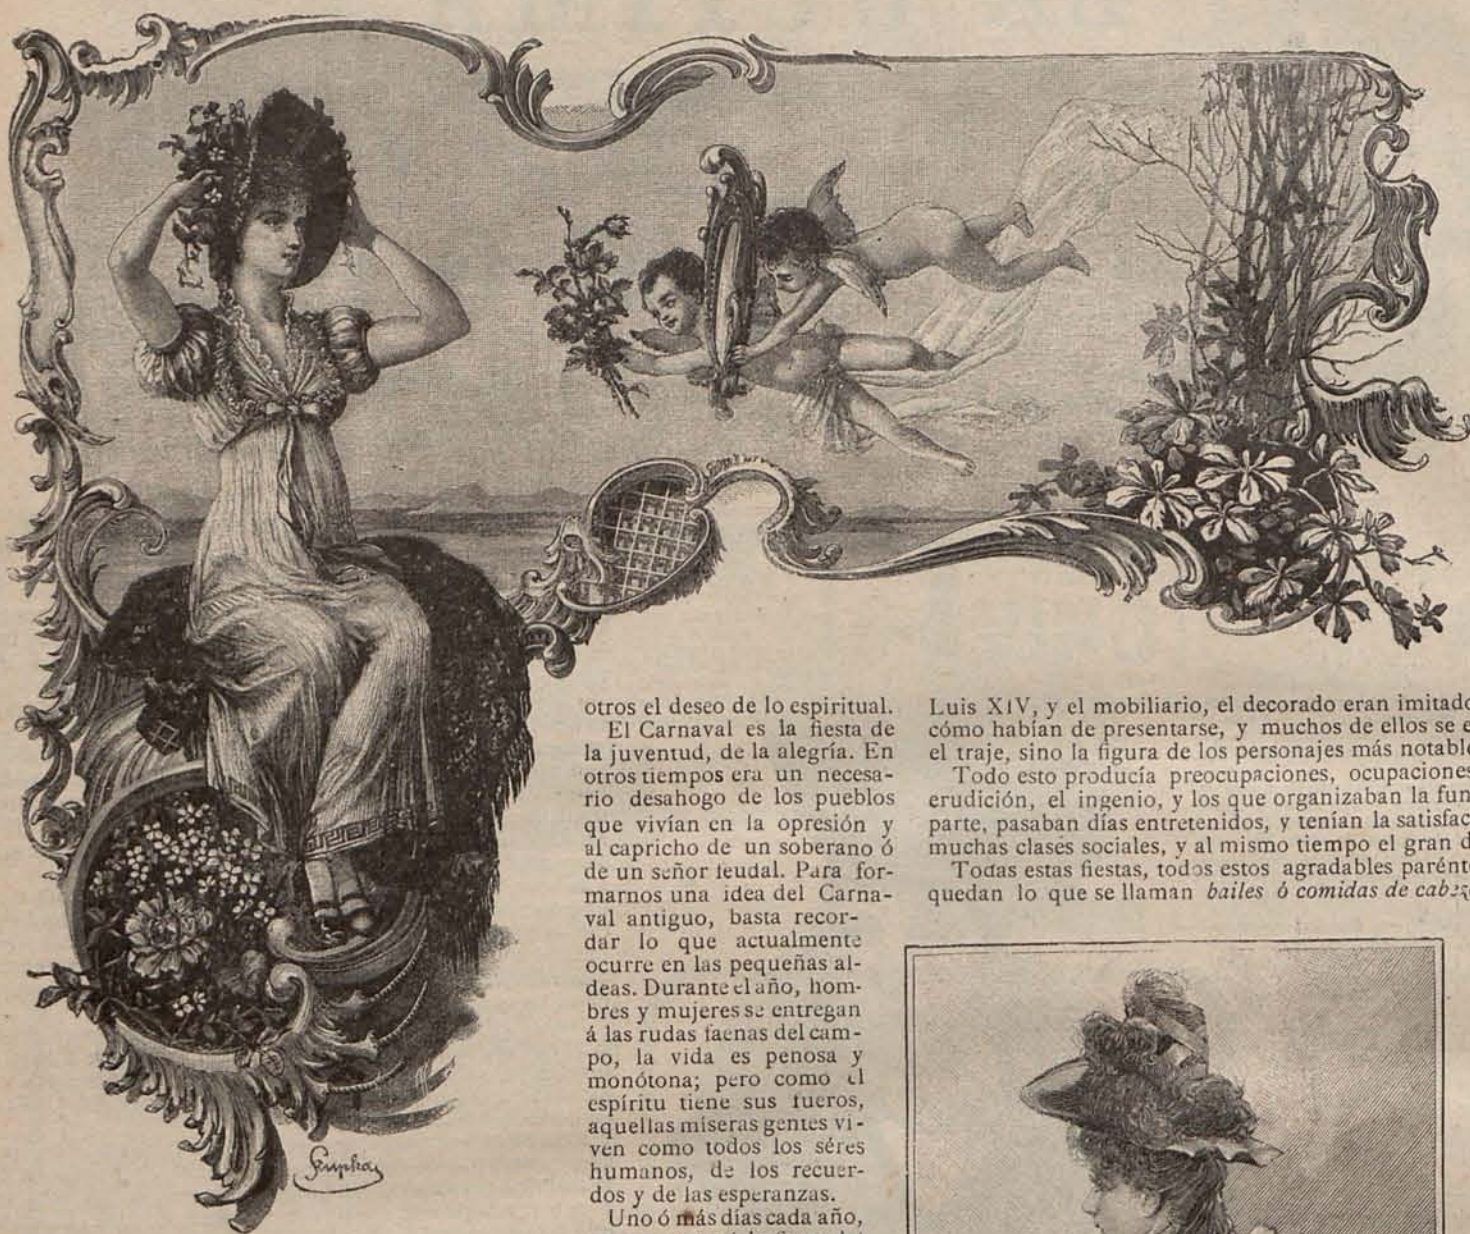 otros el deseo de lo espiritual.
El Carnaval es la fiesta de
la juventud, de la alegría. En
otros tiempos era un necesa-
rio desahogo de los pueblos
que vivían en la opresión y
al capricho de un soberano ó
de un señor feudal. Para for-
marnos una idea del Carna-
val antiguo, basta recor-
dar lo que actualmente
ocurre en las pequeñas al-
deas. Durante el año, hom-
bres y mujeres se entregan
á las rudas faenas del cam-
po, la vida es penosa y
monótona; pero como el
espíritu tiene sus fueros,
aquellas míseras gentes vi-
ven como todos los séres
humanos, de los recuer-
dos y de las esperanzas.
Uno ó más días cada año,
Luis XIV, y el mobiliario, el decorado eran imitado
cómo habían de presentarse, y muchos de ellos se
el traje, sino la figura de los personajes más notable
Todo esto producía preocupaciones, ocupaciones
erudición, el ingenio, y los que organizaban la fun
parte, pasaban días entretenidos, y tenían la satisfac
muchas clases sociales, y al mismo tiempo el gran d
Todas estas fiestas, todos estos agradables parénte
quedan lo que se llaman bailes ó comidas de cabez
Kupka